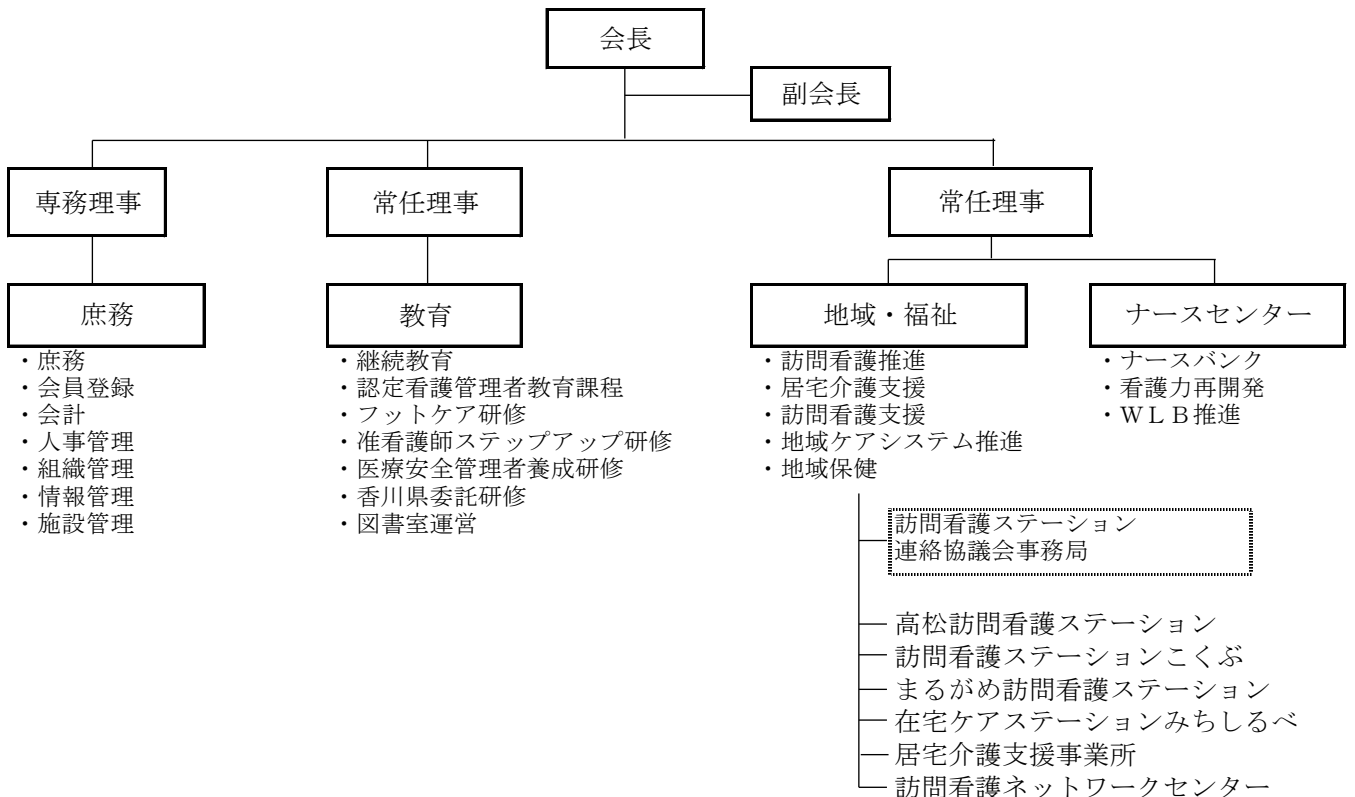 会長
副会長
専務理事
常任理事
常任理事
庶務
・庶務
・会員登録
・会計
・人事管理
・組織管理
・情報管理
・施設管理
教育
・継続教育
・認定看護管理者教育課程
・フットケア研修
・准看護師ステップアップ研修
・医療安全管理者養成研修
・香川県委託研修
・図書室運営
地域・福祉
・訪問看護推進
・居宅介護支援
・訪問看護支援
・地域ケアシステム推進
・地域保健
訪問看護ステーション
連絡協議会事務局
高松訪問看護ステーション
訪問看護ステーションこくぶ
まるがめ訪問看護ステーション
在宅ケアステーションみちしるべ
居宅介護支援事業所
訪問看護ネットワークセンター
ナースセンター
・ナースバンク
・看護力再開発
・ＷＬＢ推進